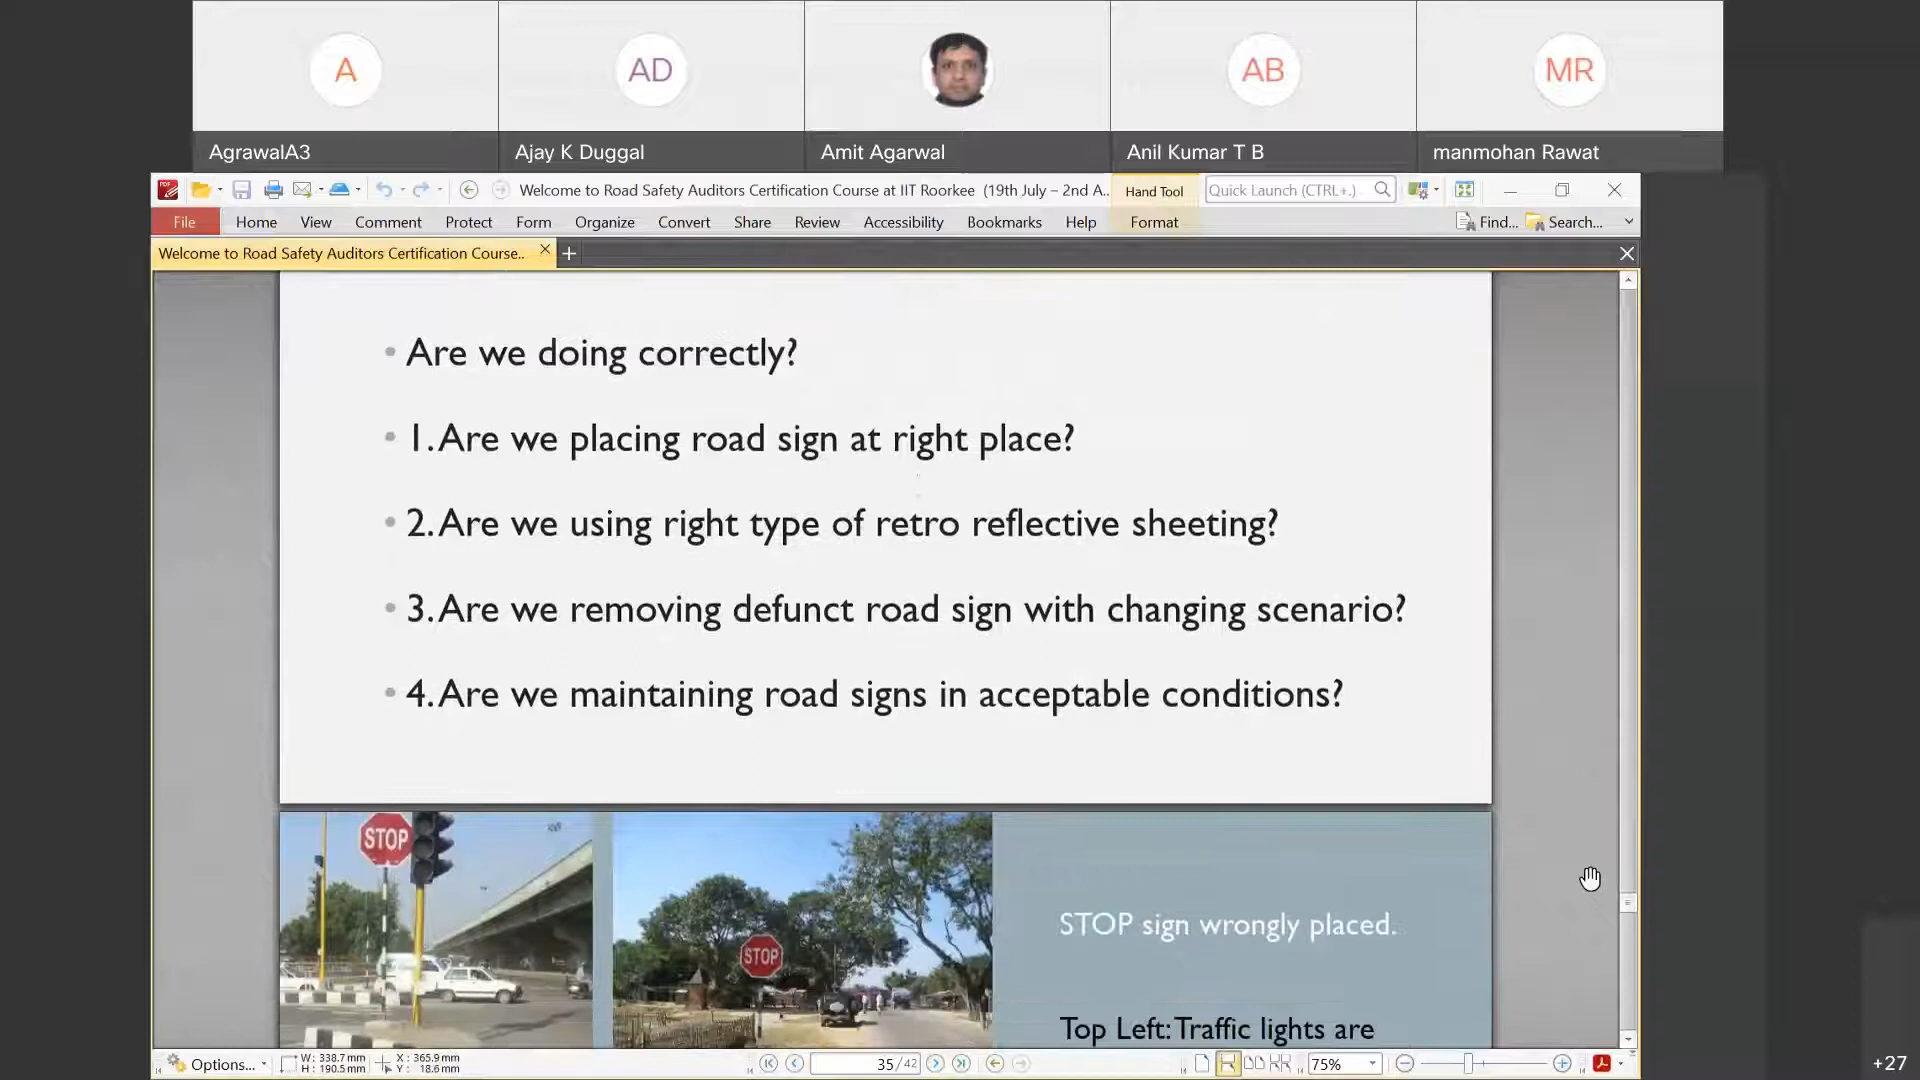 A
AD
AB
MR
AgrawalA3
Ajay K Duggal
Amit Agarwal
Anil Kumar T B
manmohan Rawat
Welcome to Road Safety Auditors Certification Course at IIT Roorkee (19th July – 2nd A...
Hand Tool
Quick Launch (CTRL+.)
File
Home
View
Comment
Protect
Form
Organize
Convert
Share
Review
Accessibility
Bookmarks
Help
Format
Find...
Search...
Welcome to Road Safety Auditors Certification Course..
• Are we doing correctly?
• 1. Are we placing road sign at right place?
• 2. Are we using right type of retro reflective sheeting?
• 3. Are we removing defunct road sign with changing scenario?
• 4. Are we maintaining road signs in acceptable conditions?
STOP
STOP
STOP sign wrongly placed.
Top Left: Traffic lights are
Options...
W: 338.7 mm
H: 190.5 mm
X: 365.9 mm
Y: 18.6 mm
35 / 42
75%
+27